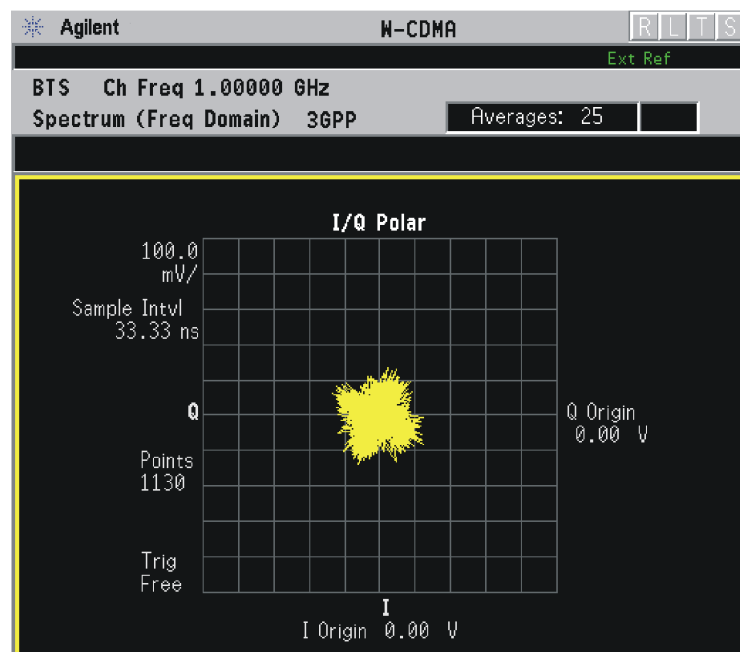 Agilent W-CDMA R L T S
Ext Ref
BTS Ch Freq 1.00000 GHz
Spectrum (Freq Domain) 3GPP Averages: 25
I/Q Polar
100.0
mV/
Sample Intvl
33.33 ns
Q
Q Origin
0.00 V
Points
1130
Trig
Free
I
I Origin 0.00 V